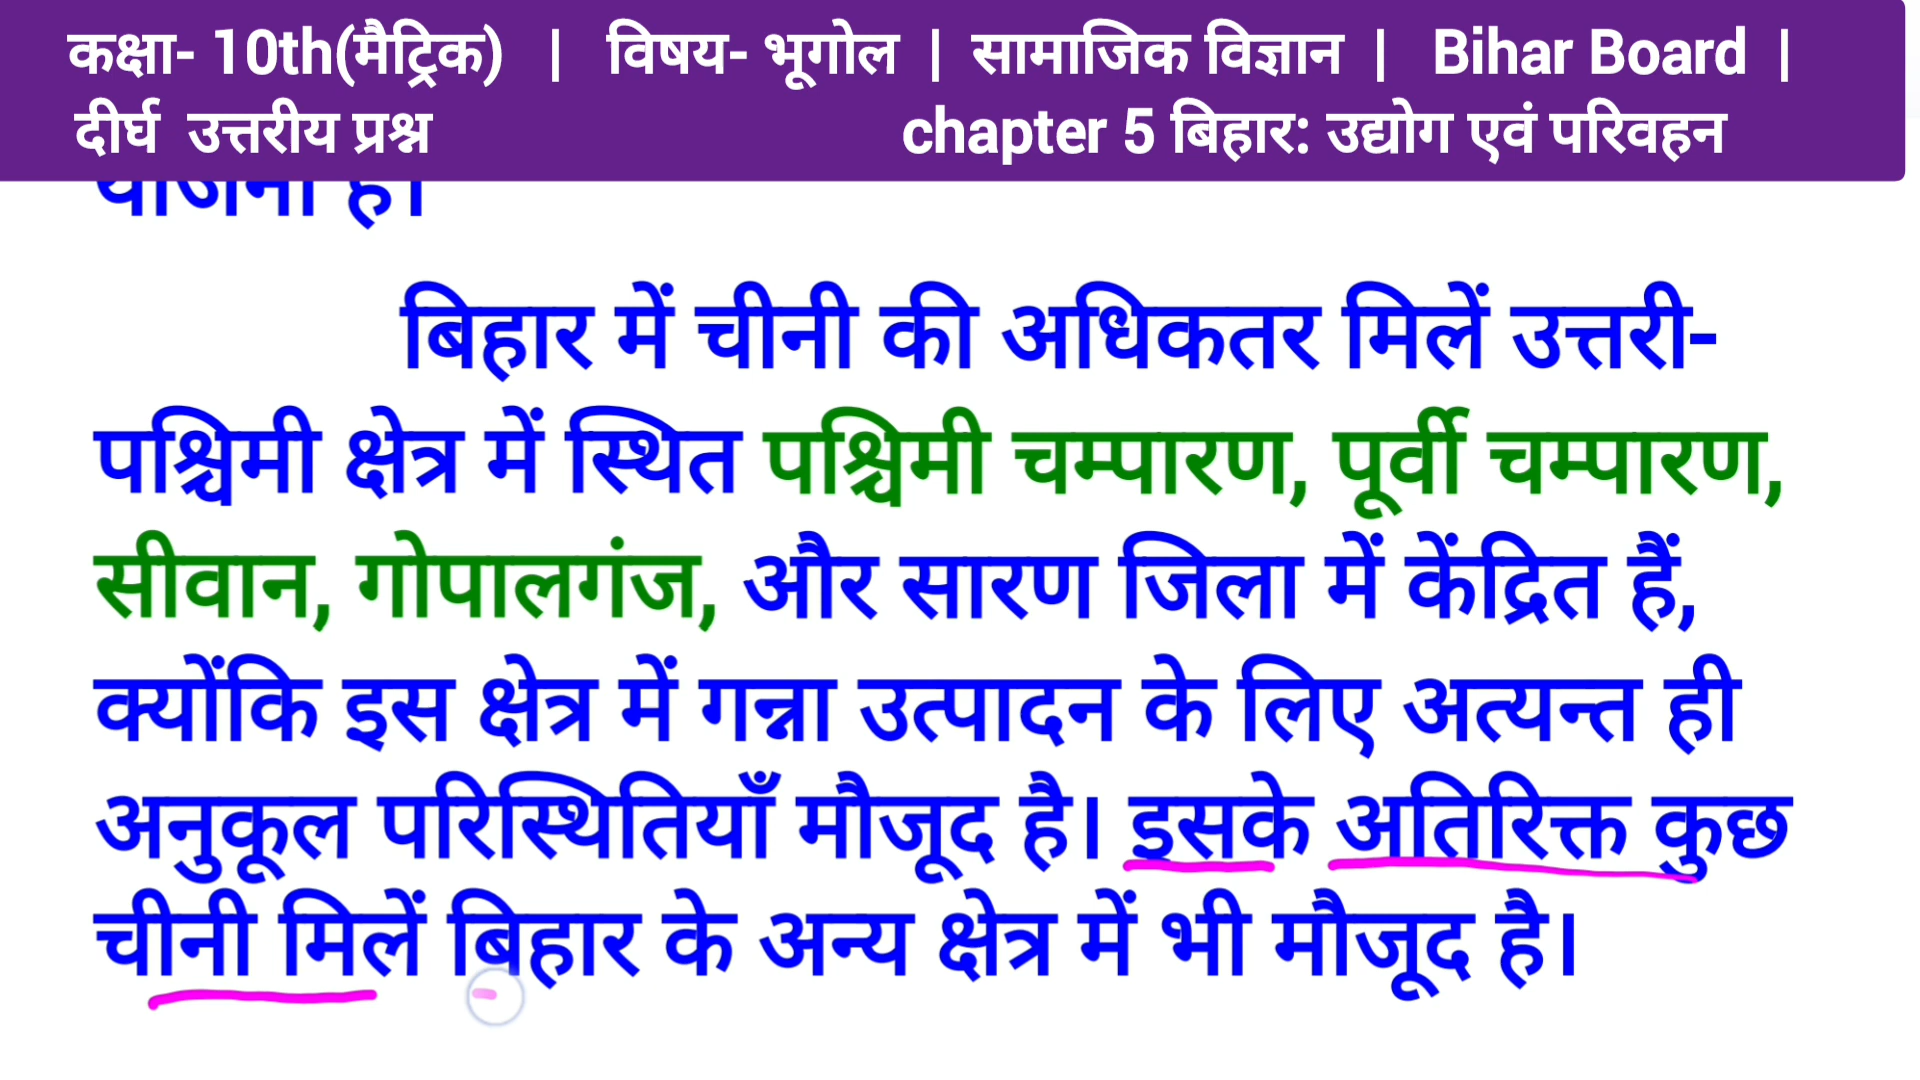 कक्षा- 10th(मैट्रिक) | विषय- भूगोल | सामाजिक विज्ञान | Bihar Board |
दीर्घ उत्तरीय प्रश्न chapter 5 बिहार: उद्योग एवं परिवहन
योजना है।
बिहार में चीनी की अधिकतर मिलें उत्तरी-
पश्चिमी क्षेत्र में स्थित पश्चिमी चम्पारण, पूर्वी चम्पारण,
सीवान, गोपालगंज, और सारण जिला में केंद्रित हैं,
क्योंकि इस क्षेत्र में गन्ना उत्पादन के लिए अत्यन्त ही
अनुकूल परिस्थितियाँ मौजूद है। इसके अतिरिक्त कुछ
चीनी मिलें बिहार के अन्य क्षेत्र में भी मौजूद है।